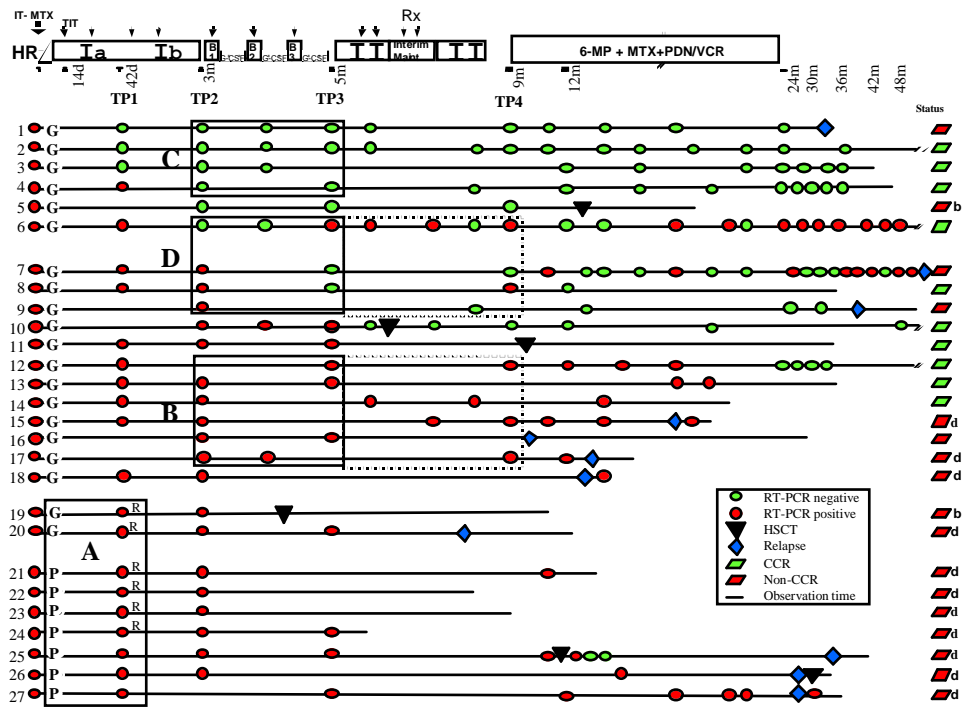 IT- MTX
TIT
Rx
HR
Ia Ib
B 1
G-CSF
B 2
G-CSF
B 3
G-CSF
II
Interim Maint.
II
6-MP + MTX+PDN/VCR
14d
42d
3m
5m
9m
12m
24m
30m
36m
42m
48m
TP1 TP2 TP3 TP4
Status
1 G
2 G
C
3 G
4 G
5 G b
6 G
D
7 G
8 G
9 G
10 G
11 G
12 G
13 G
B
14 G
15 G d
16 G
17 G d
18 G d
19 G R b
20 G R d
A
21 P R d
22 P R d
23 P R d
24 P R d
25 P d
26 P d
27 P d
RT-PCR negative
RT-PCR positive
HSCT
Relapse
CCR
Non-CCR
Observation time